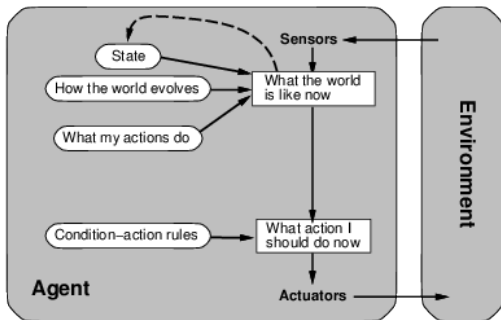 Sensors
State
What the world
is like now
How the world evolves
What my actions do
Condition–action rules
What action I
should do now
Agent
Actuators
Environment